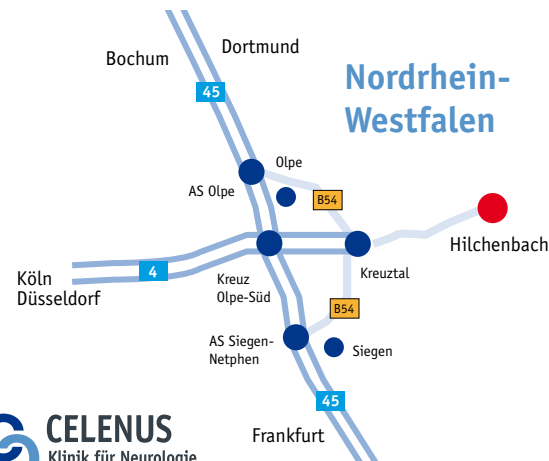 Dortmund
Bochum
Nordrhein-
Westfalen
45
Olpe
AS Olpe
B54
Hilchenbach
Köln
Düsseldorf
4
Kreuz
Olpe-Süd
Kreuztal
B54
AS Siegen-
Netphen
Siegen
45
Frankfurt
CELENUS
Klinik für Neurologie